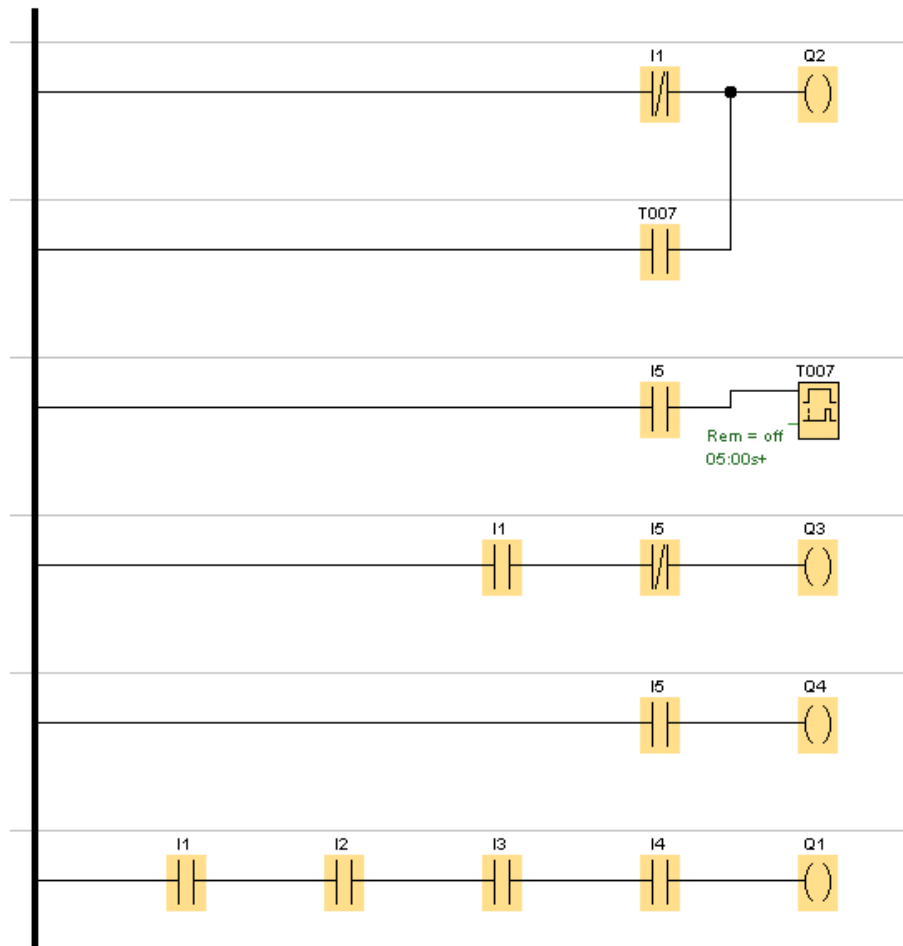 I1 Q2
T007
I5 T007
Rem = off
05:00s+
I1 I5 Q3
I5 Q4
I1 I2 I3 I4 Q1